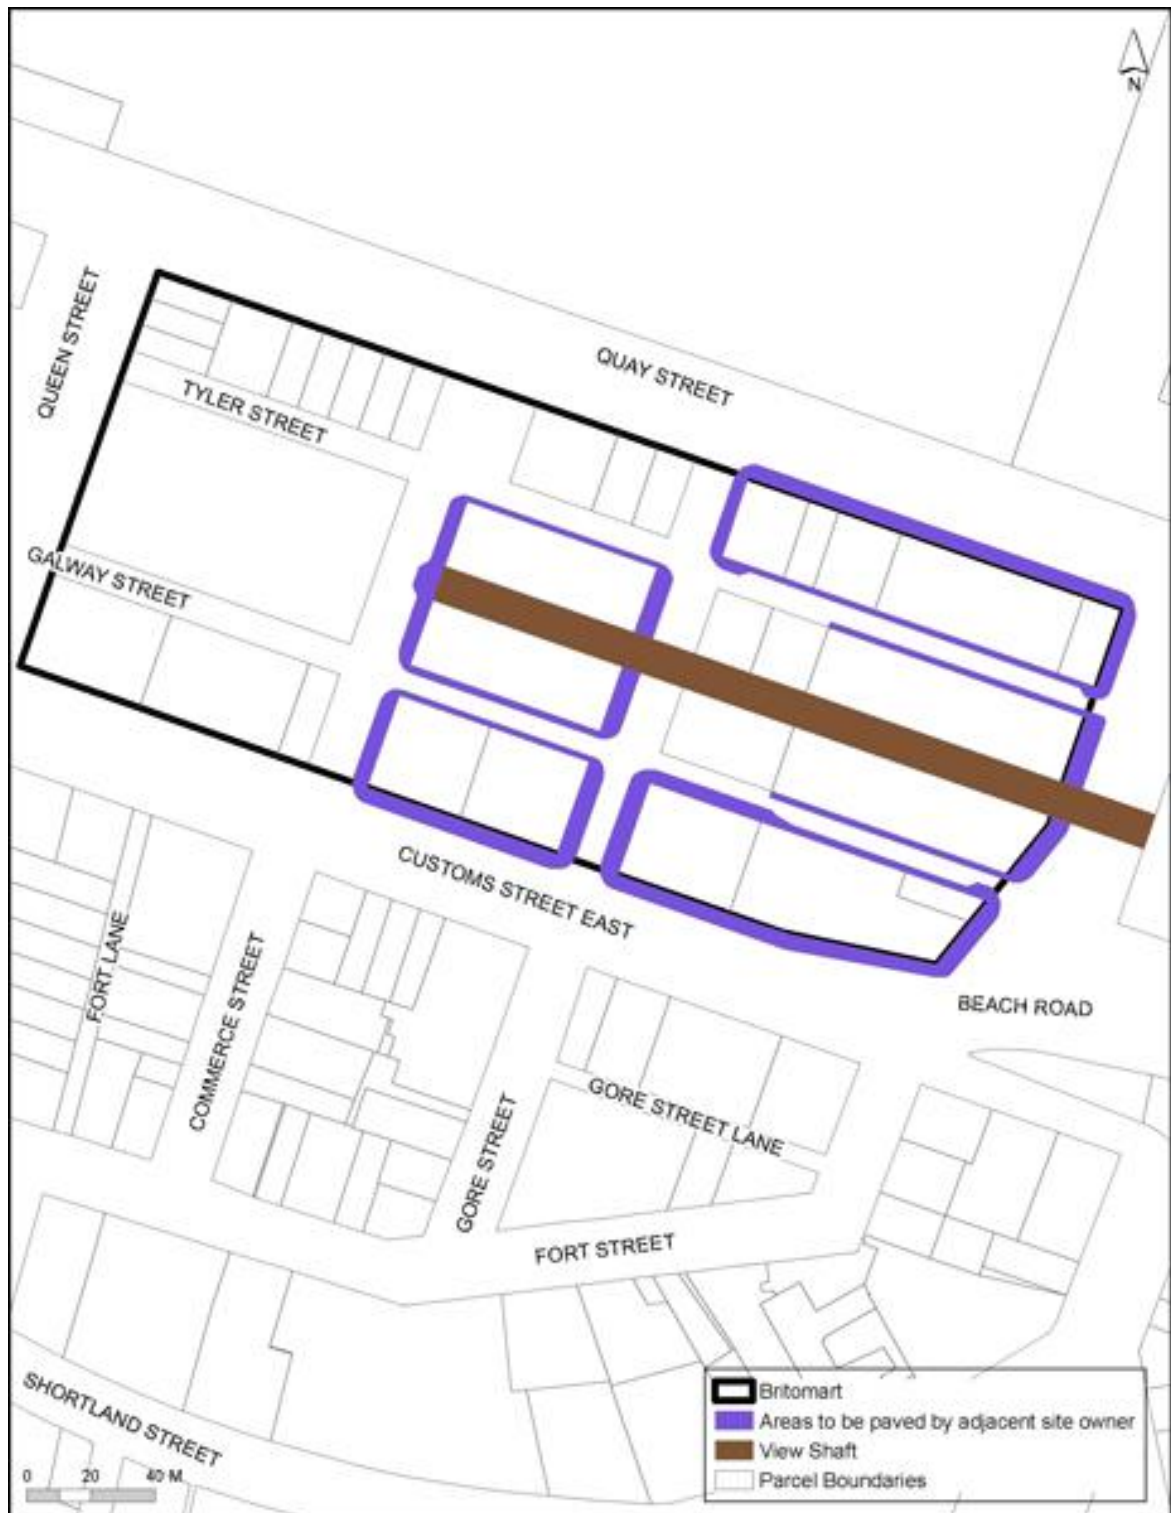 N
QUAY STREET
QUEEN STREET
TYLER STREET
GALWAY STREET
CUSTOMS STREET EAST
FORT LANE
COMMERCE STREET
BEACH ROAD
GORE STREET LANE
GORE STREET
FORT STREET
SHORTLAND STREET
Britomart
Areas to be paved by adjacent site owner
View Shaft
Parcel Boundaries
0 20 40 M